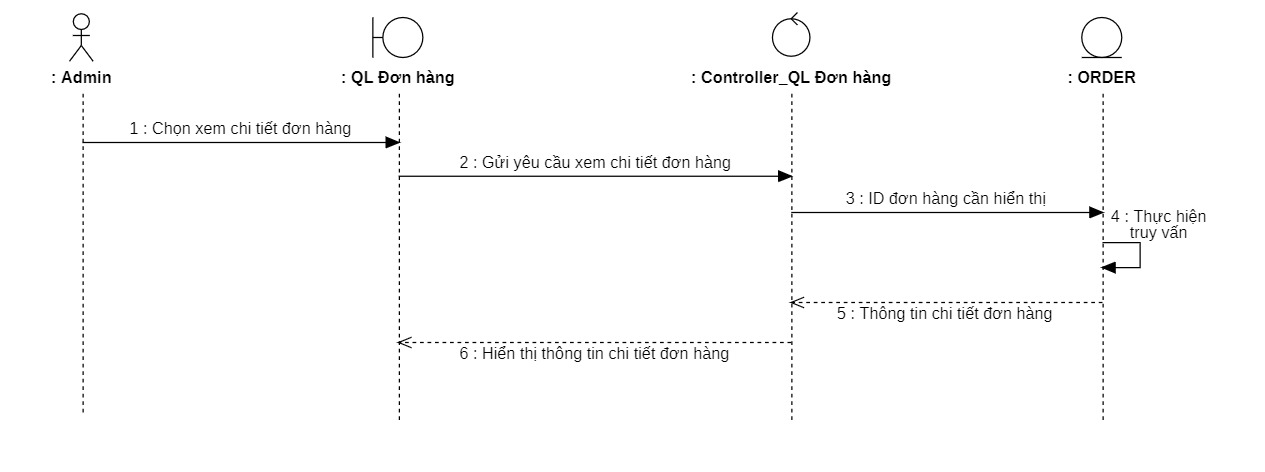 : Admin
: QL Đơn hàng
: Controller_QL Đơn hàng
: ORDER
1 : Chọn xem chi tiết đơn hàng
2 : Gửi yêu cầu xem chi tiết đơn hàng
3 : ID đơn hàng cần hiển thị
4 : Thực hiện
truy vấn
5 : Thông tin chi tiết đơn hàng
6 : Hiển thị thông tin chi tiết đơn hàng